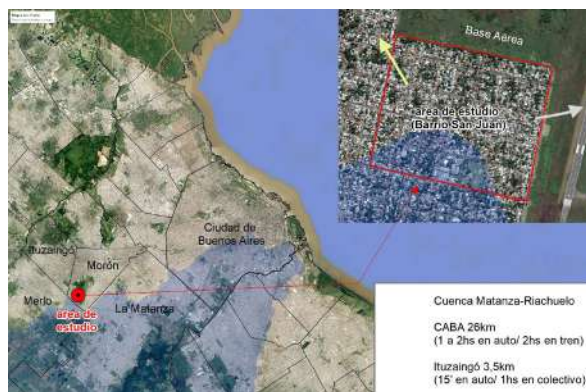 Base Aérea
área de estudio
(Barrio San Juan)
Ciudad de
Buenos Aires
Ituzaingó
Morón
Merlo
La Matanza
área de
estudio
Cuenca Matanza-Riachuelo
CABA 26km
(1 a 2hs en auto/ 2hs en tren)
Ituzaingó 3,5km
(15' en auto/ 1hs en colectivo)